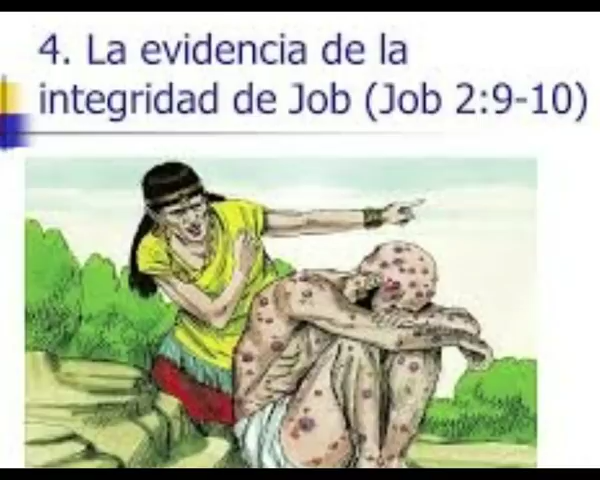 4. La evidencia de la
integridad de Job (Job 2:9-10)